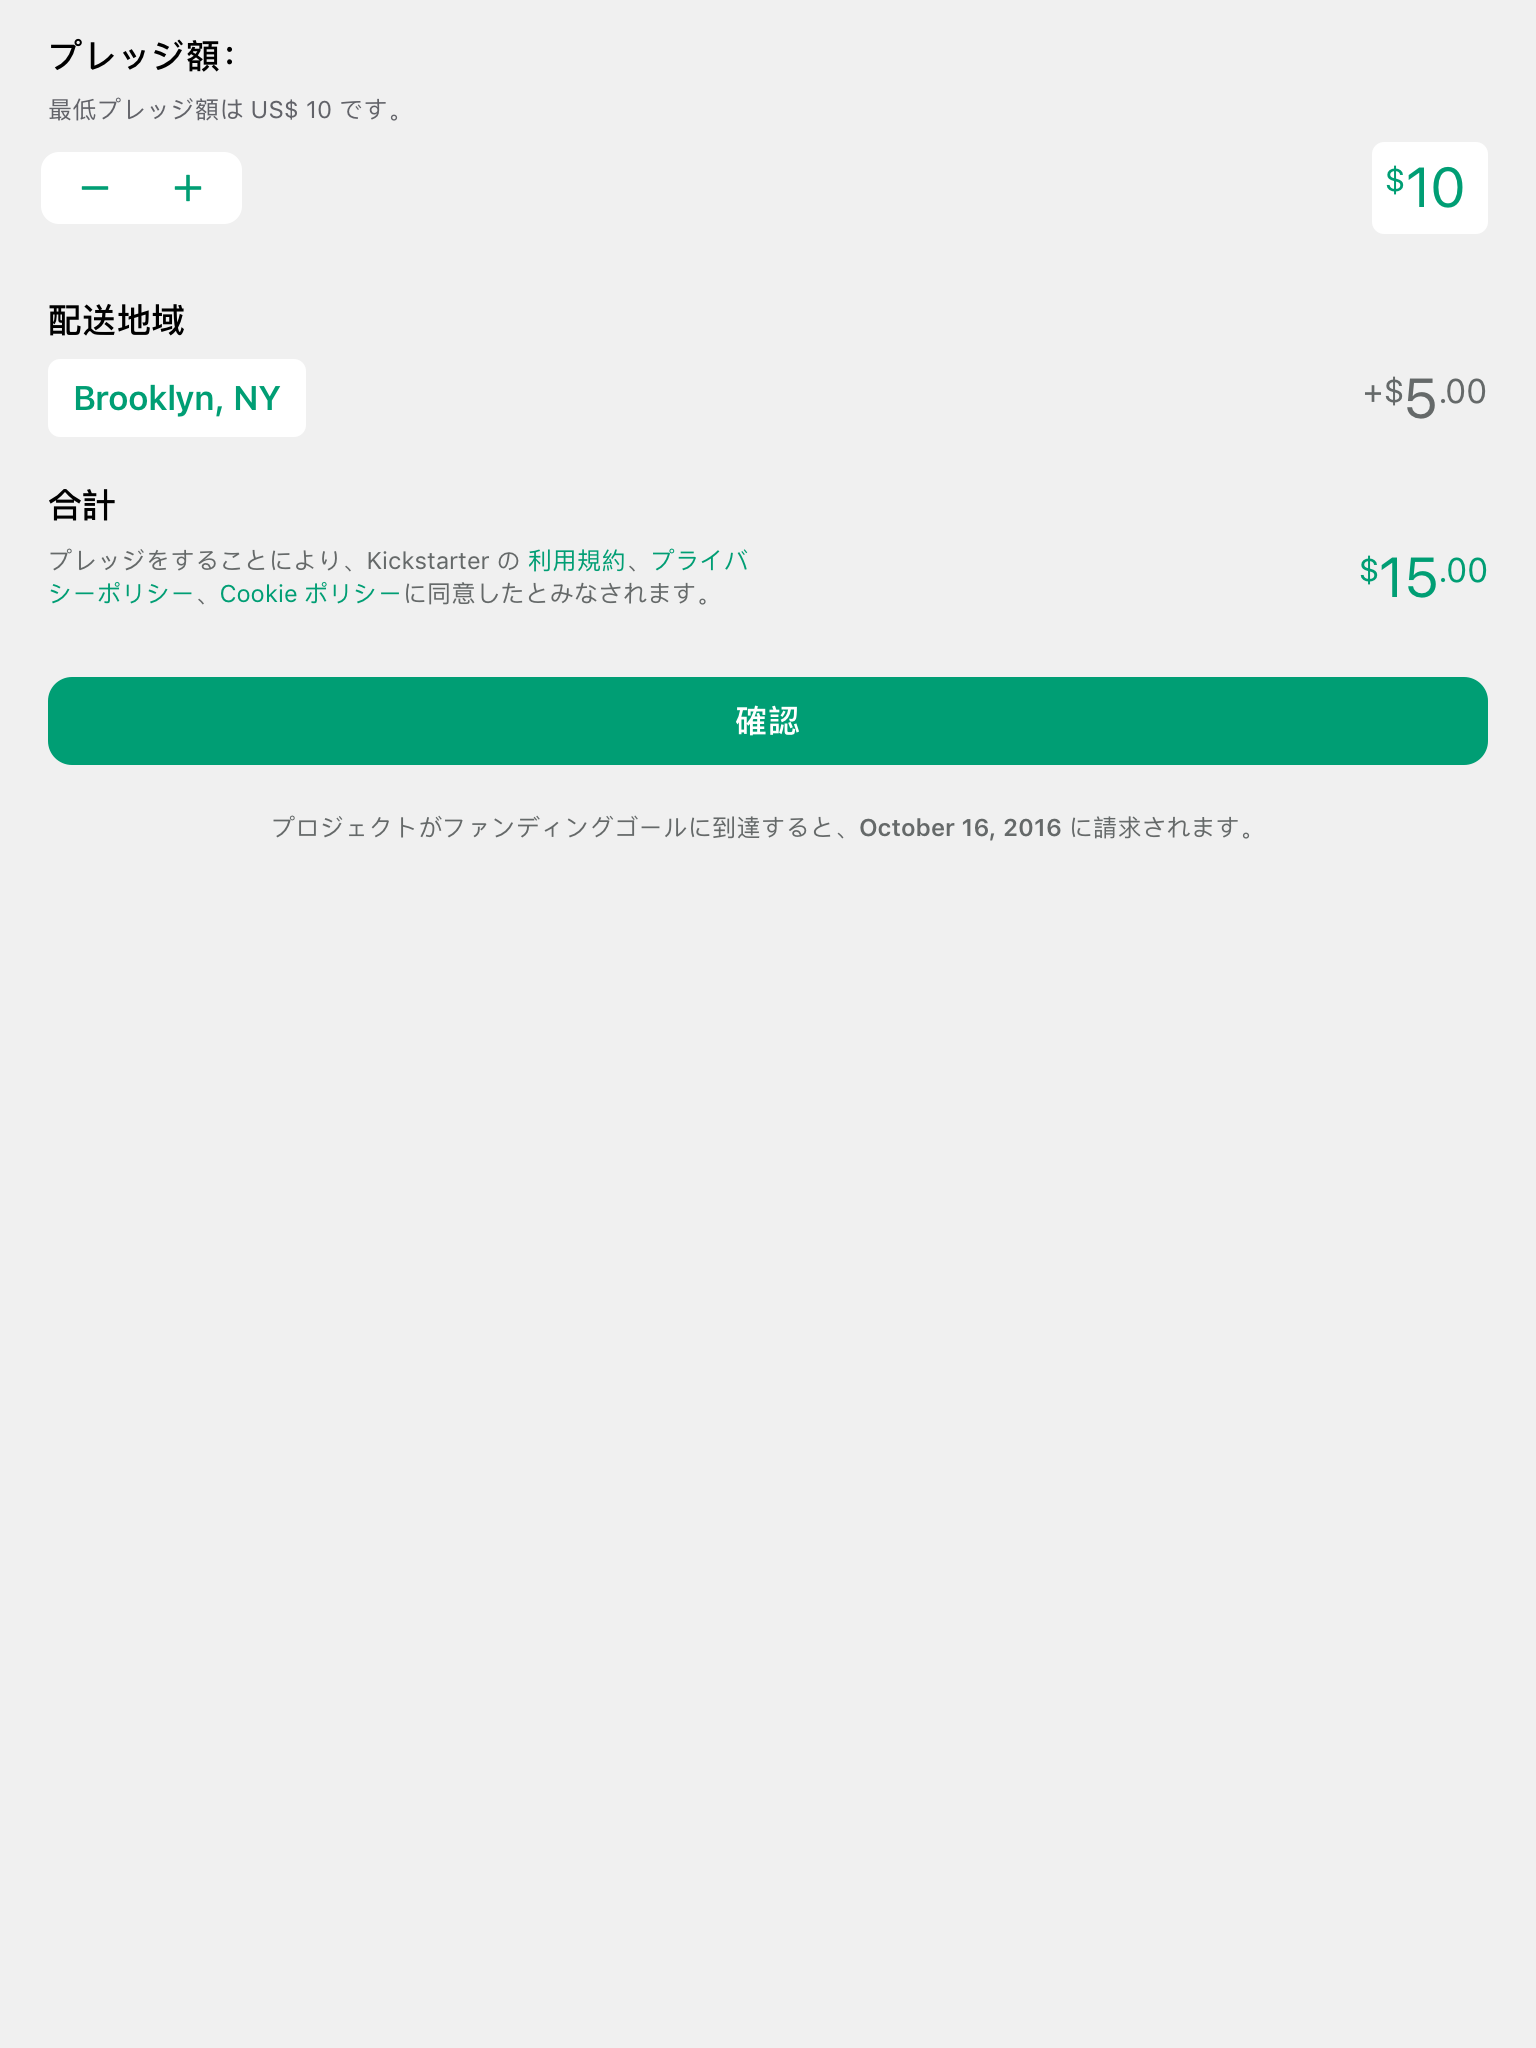 プレッジ額：
最低プレッジ額は US$ 10 です。
− +
$10
配送地域
Brooklyn, NY
+$5.00
合計
プレッジをすることにより、Kickstarter の 利用規約、プライバ
シーポリシー、Cookie ポリシーに同意したとみなされます。
$15.00
確認
プロジェクトがファンディングゴールに到達すると、October 16, 2016 に請求されます。